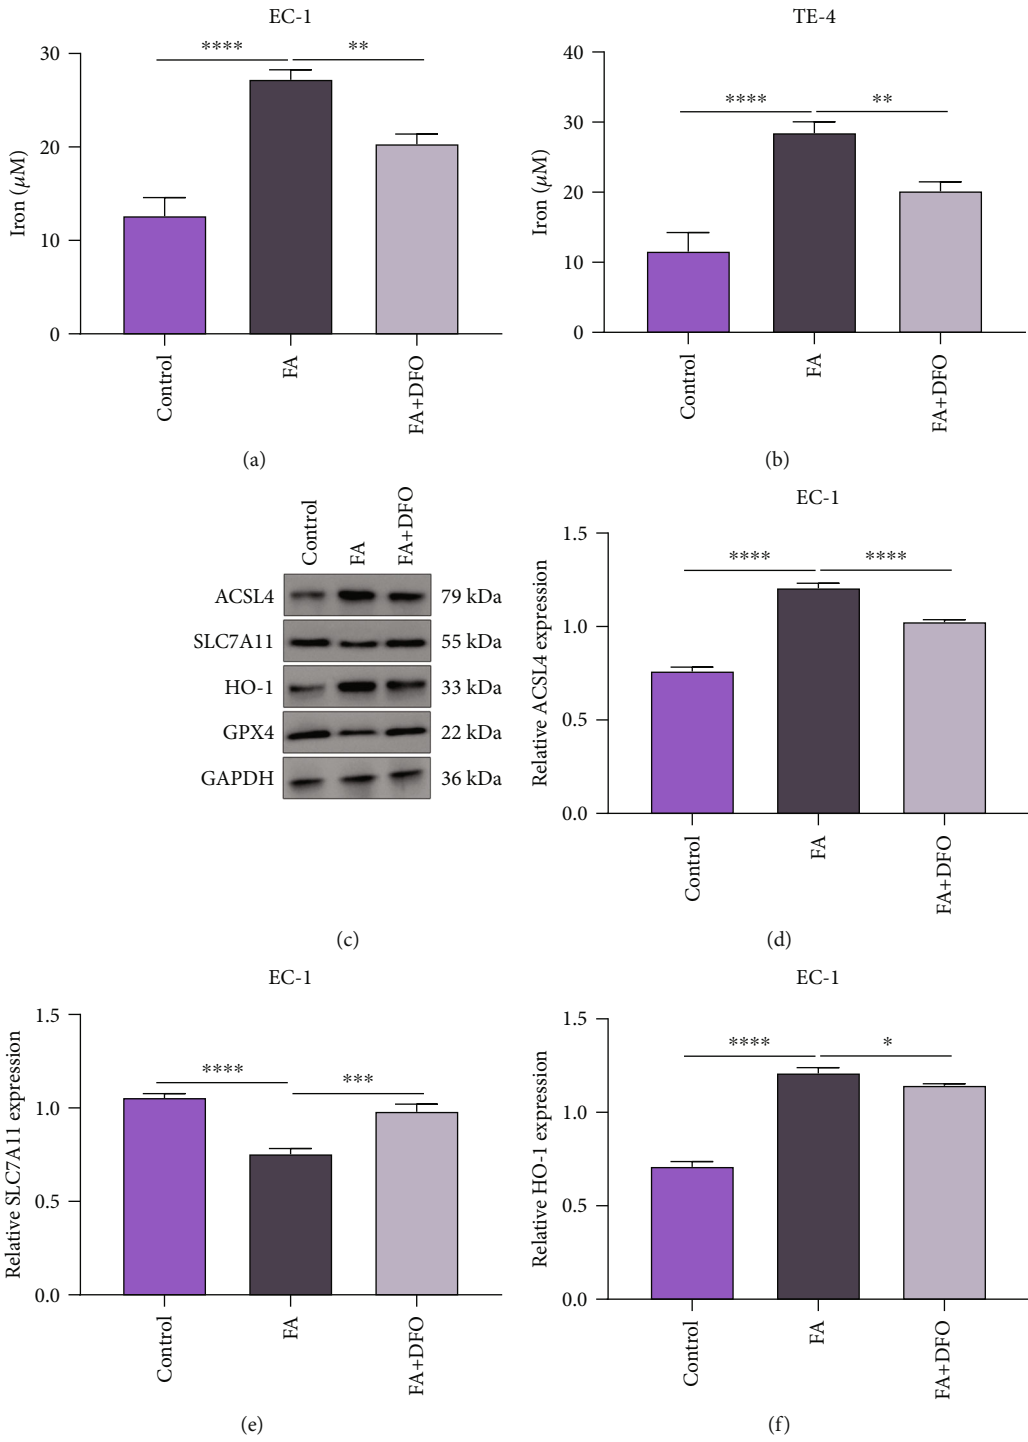 EC-1
Iron (µM)
30
20
10
0
**** **
Control
FA
FA+DFO
(a)
TE-4
Iron (µM)
40
30
20
10
0
**** **
Control
FA
FA+DFO
(b)
Control
FA
FA+DFO
ACSL4 79 kDa
SLC7A11 55 kDa
HO-1 33 kDa
GPX4 22 kDa
GAPDH 36 kDa
(c)
EC-1
Relative ACSL4 expression
1.5
1.0
0.5
0.0
**** ****
Control
FA
FA+DFO
(d)
EC-1
Relative SLC7A11 expression
1.5
1.0
0.5
0.0
**** ***
Control
FA
FA+DFO
(e)
EC-1
Relative HO-1 expression
1.5
1.0
0.5
0.0
**** *
Control
FA
FA+DFO
(f)